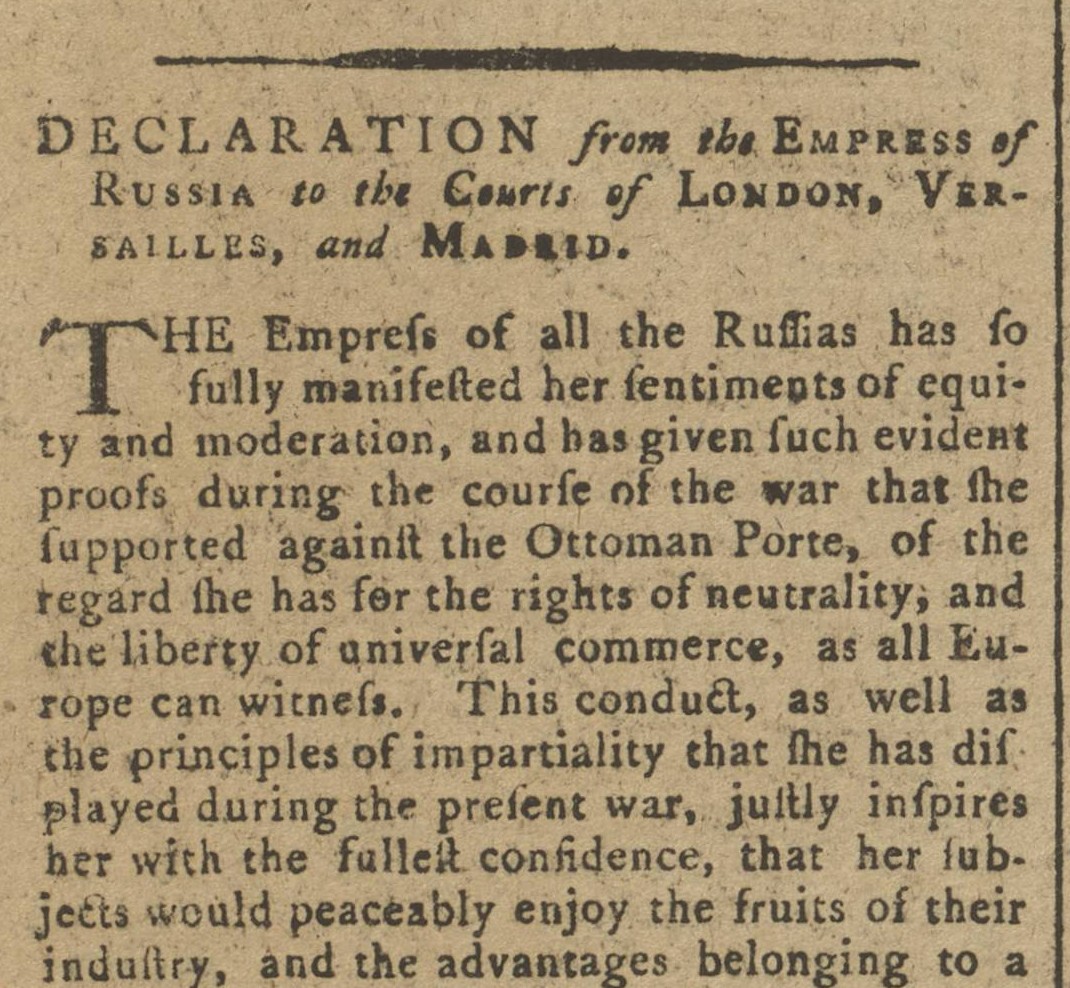 DECLARATION from the EMPRESS of
RUSSIA to the Courts of LONDON, VER-
SAILLES, and MADRID.
THE Empreſs of all the Ruſſias has ſo
fully manifeſted her ſentiments of equi-
ty and moderation, and has given ſuch evident
proofs during the courſe of the war that ſhe
ſupported againſt the Ottoman Porte, of the
regard ſhe has for the rights of neutrality, and
the liberty of univerſal commerce, as all Eu-
rope can witneſs. This conduct, as well as
the principles of impartiality that ſhe has diſ-
played during the preſent war, juſtly inſpires
her with the fulleſt confidence, that her ſub-
jects would peaceably enjoy the fruits of their
induſtry, and the advantages belonging to a